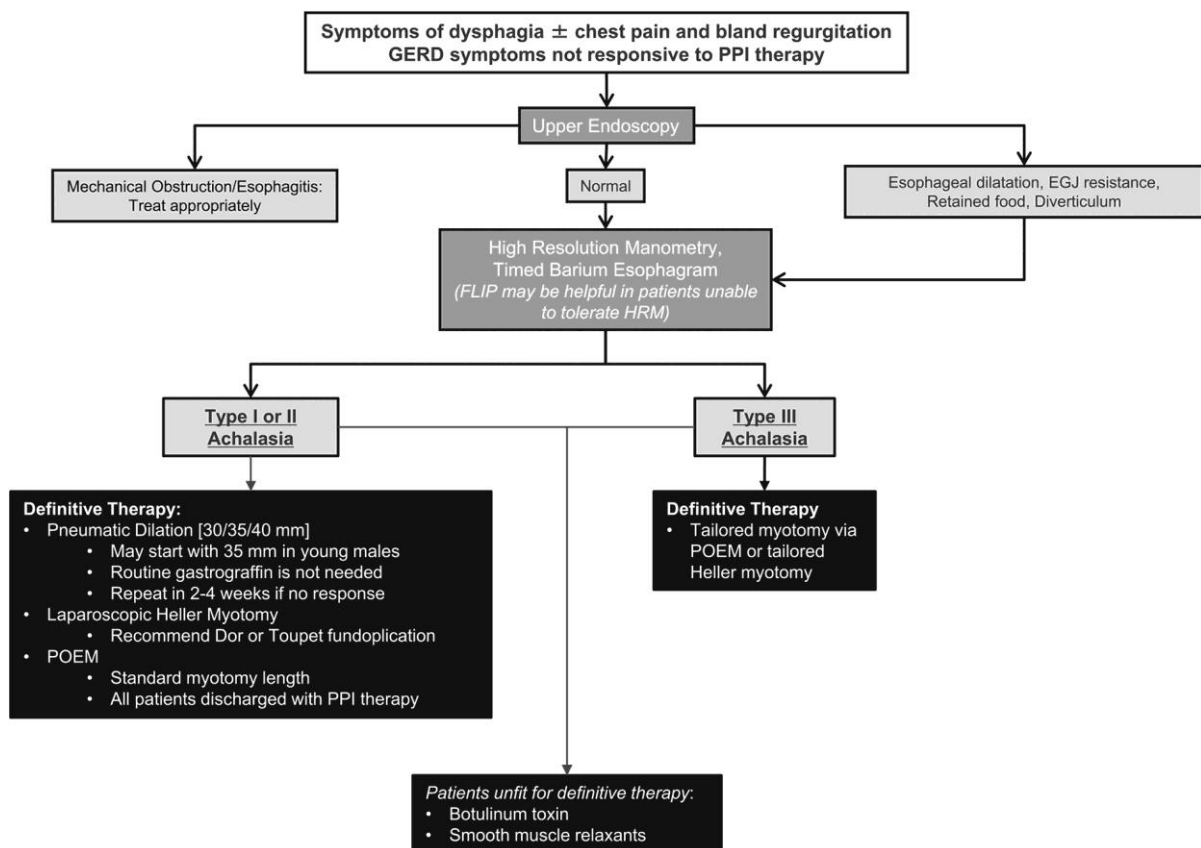 Symptoms of dysphagia ± chest pain and bland regurgitation
GERD symptoms not responsive to PPI therapy
Upper Endoscopy
Mechanical Obstruction/Esophagitis:
Treat appropriately
Normal
Esophageal dilatation, EGJ resistance,
Retained food, Diverticulum
High Resolution Manometry,
Timed Barium Esophagram
(FLIP may be helpful in patients unable
to tolerate HRM)
Type I or II
Achalasia
Type III
Achalasia
Definitive Therapy:
• Pneumatic Dilation [30/35/40 mm]
• May start with 35 mm in young males
• Routine gastrograffin is not needed
• Repeat in 2-4 weeks if no response
• Laparoscopic Heller Myotomy
• Recommend Dor or Toupet fundoplication
• POEM
• Standard myotomy length
• All patients discharged with PPI therapy
Definitive Therapy
• Tailored myotomy via
POEM or tailored
Heller myotomy
Patients unfit for definitive therapy:
• Botulinum toxin
• Smooth muscle relaxants